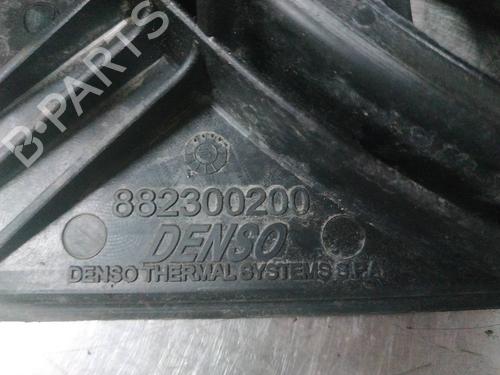 B-PARTS
882300200
DENSO
DENSO THERMAL SYSTEMS S.P.A